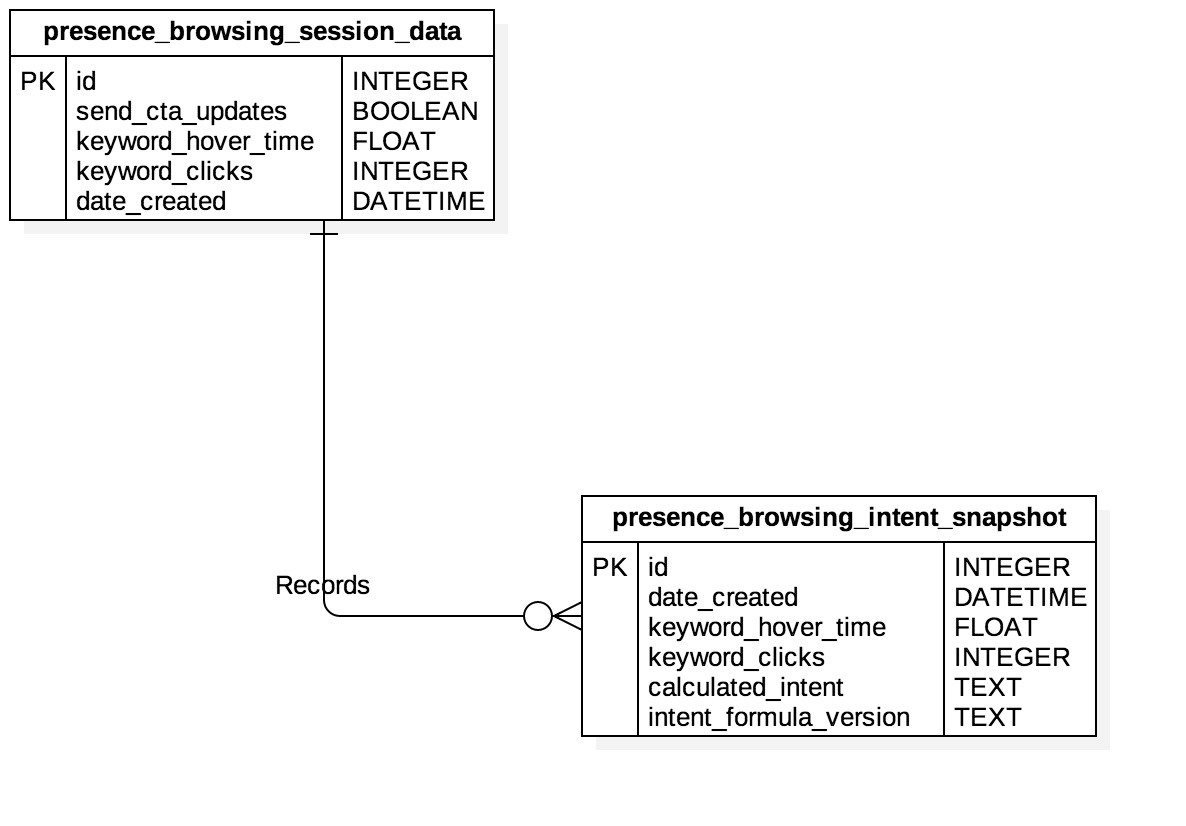 presence_browsing_session_data
PK id INTEGER
send_cta_updates BOOLEAN
keyword_hover_time FLOAT
keyword_clicks INTEGER
date_created DATETIME
Records
presence_browsing_intent_snapshot
PK id INTEGER
date_created DATETIME
keyword_hover_time FLOAT
keyword_clicks INTEGER
calculated_intent TEXT
intent_formula_version TEXT